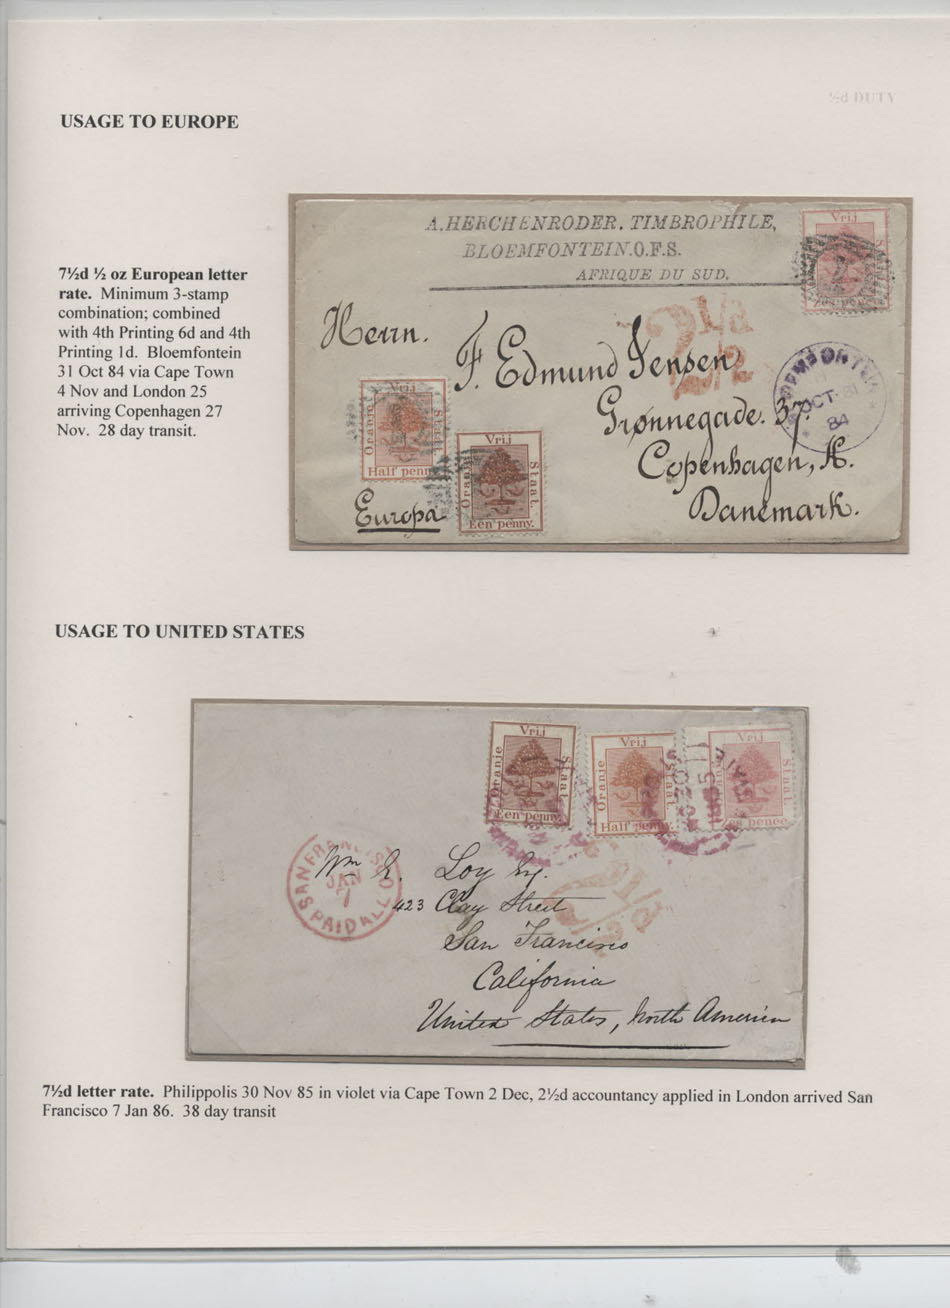 ½d DUTY
USAGE TO EUROPE
7½d ½ oz European letter
rate. Minimum 3-stamp
combination; combined
with 4th Printing 6d and 4th
Printing 1d. Bloemfontein
31 Oct 84 via Cape Town
4 Nov and London 25
arriving Copenhagen 27
Nov. 28 day transit.
A. HERCHENRODER. TIMBROPHILE,
BLOEMFONTEIN. O.F.S.
AFRIQUE DU SUD.
Vrij
Herrn.
2 1/2
F. Edmund Jensen
BLOEMFONTEIN
OCT. 31
84
Grønnegade. 37.
Copenhagen, K.
Danemark.
Vrij
Oranje
Staat.
Half penny
Vrij
Oranje
Staat.
Een penny.
Europa
USAGE TO UNITED STATES
Vrij
Oranje
Staat.
Een penny
Vrij
Oranje
Staat
Half penny
Vrij
Staat.
Zes pence
1885
2 1/2
SAN FRANCISCO
JAN
7
PAID ALL
Wm E. Loy Esq.
423 Clay Street
San Francisco
California
United States, North America
7½d letter rate. Philippolis 30 Nov 85 in violet via Cape Town 2 Dec, 2½d accountancy applied in London arrived San
Francisco 7 Jan 86. 38 day transit